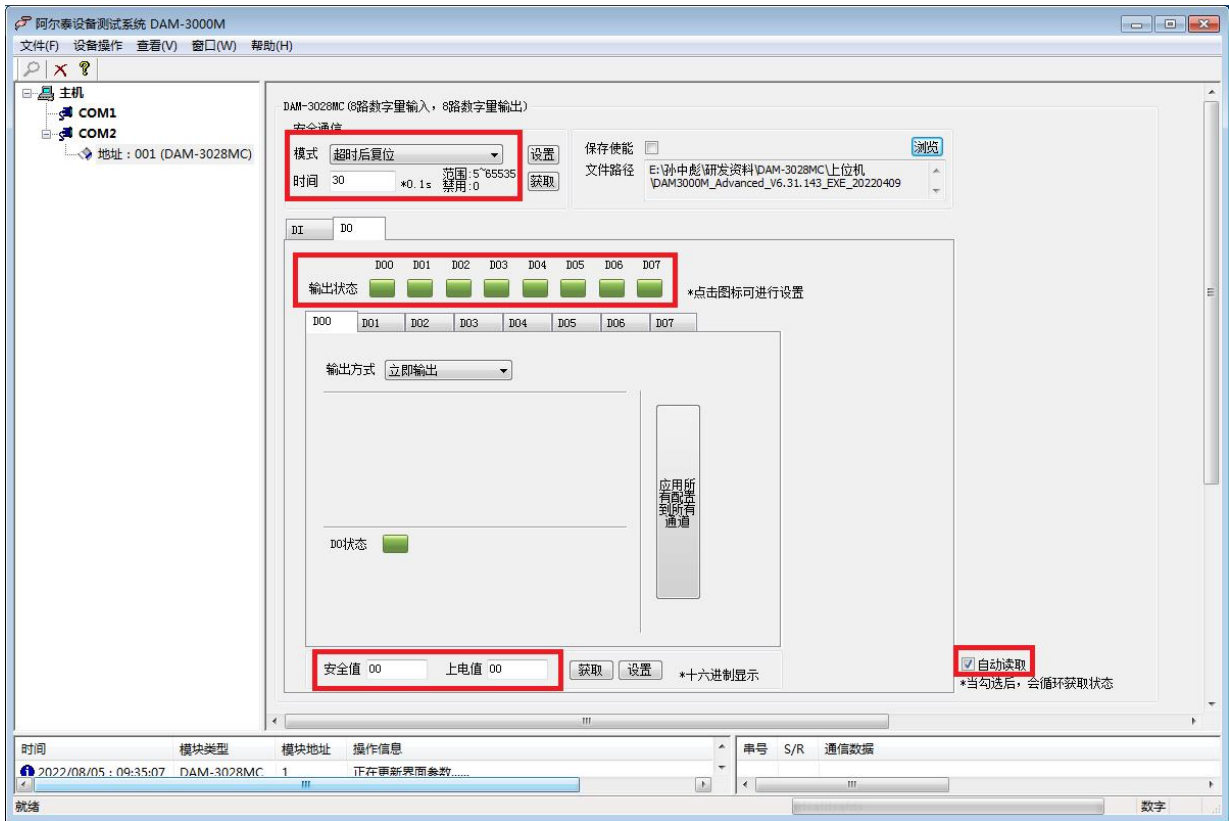 阿尔泰设备测试系统 DAM-3000M
文件(F) 设备操作 查看(V) 窗口(W) 帮助(H)
主机
COM1
COM2
地址：001 (DAM-3028MC)
DAM-3028MC(8路数字量输入，8路数字量输出)
安全通信
模式 超时后复位 设置
时间 30 *0.1s 范围:5~65535 禁用:0 获取
保存使能 浏览
文件路径 E:\孙中彪\研发资料\DAM-3028MC\上位机
\DAM3000M_Advanced_V6.31.143_EXE_20220409
DI DO
DO0 DO1 DO2 DO3 DO4 DO5 DO6 DO7
输出状态 *点击图标可进行设置
DO0 DO1 DO2 DO3 DO4 DO5 DO6 DO7
输出方式 立即输出
应用所
有配置
到所有
通道
DO状态
安全值 00 上电值 00 获取 设置 *十六进制显示
自动读取
*当勾选后，会循环获取状态
时间 模块类型 模块地址 操作信息 串号 S/R 通信数据
2022/08/05：09:35:07 DAM-3028MC 1 正在更新界面参数......
就绪 数字